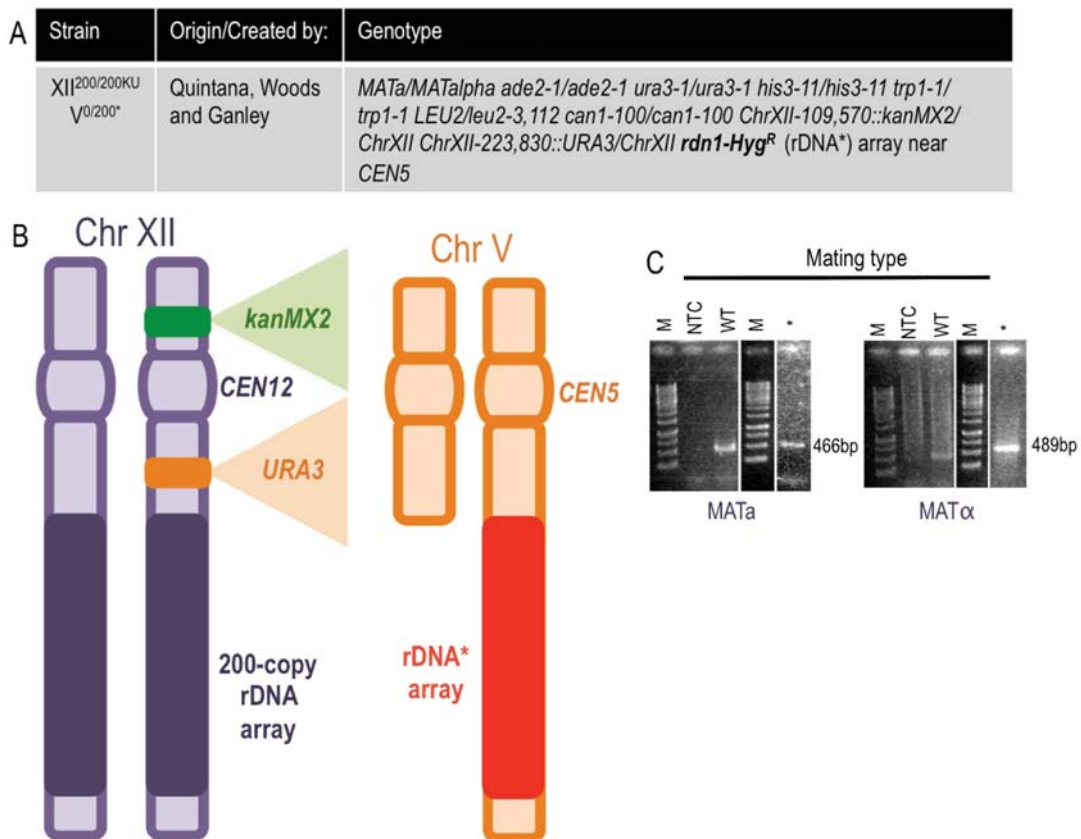 A
Strain
Origin/Created by:
Genotype
XII200/200KU
V0/200*
Quintana, Woods
and Ganley
MATa/MATalpha ade2-1/ade2-1 ura3-1/ura3-1 his3-11/his3-11 trp1-1/
trp1-1 LEU2/leu2-3,112 can1-100/can1-100 ChrXII-109,570::kanMX2/
ChrXII ChrXII-223,830::URA3/ChrXII rdn1-HygR (rDNA*) array near
CEN5
B
Chr XII
kanMX2
CEN12
URA3
200-copy
rDNA
array
Chr V
CEN5
rDNA*
array
C
Mating type
M
NTC
WT
M
*
466bp
MATa
M
NTC
WT
M
*
489bp
MATα